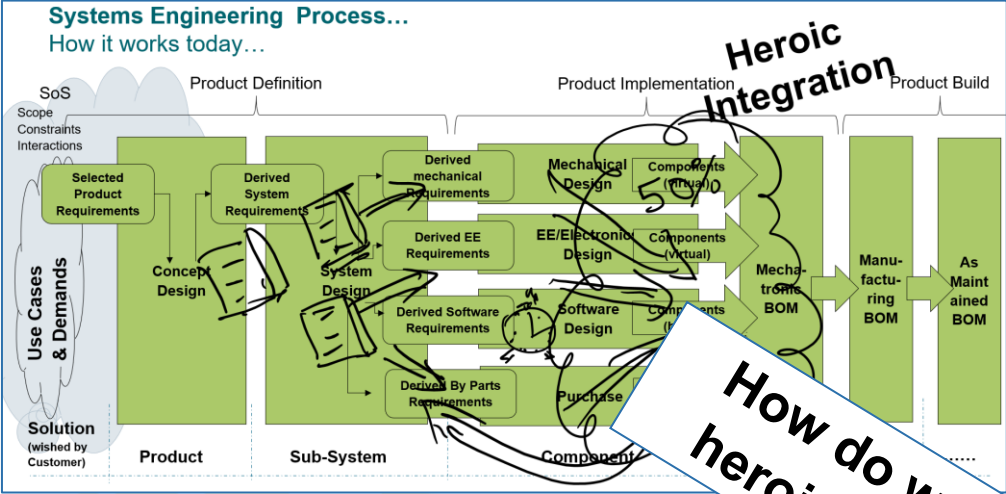 Systems Engineering Process…
How it works today…
Heroic
Integration
Product Definition
Product Implementation
Product Build
SoS
Scope
Constraints
Interactions
Use Cases
& Demands
Selected
Product
Requirements
Concept
Design
Derived
System
Requirements
System
Design
Derived
mechanical
Requirements
Derived EE
Requirements
Derived Software
Requirements
Derived By Parts
Requirements
Mechanical
Design
EE/Electronic
Design
Software
Design
Purchase
Components
(virtual)
Components
(virtual)
Components
50%
Mecha-
tronic
BOM
Manu-
factu-
ring
BOM
As
Maint
ained
BOM
How do
Solution
(wished by
Customer)
Product
Sub-System
Component
.....